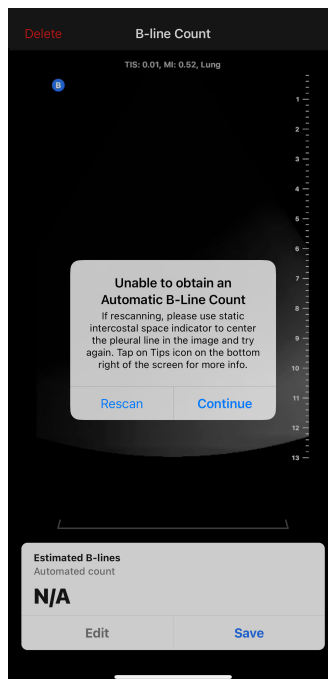 Delete
B-line Count
TIS: 0.01, MI: 0.52, Lung
B
1
2
3
4
5
6
7
8
9
10
11
12
13
Unable to obtain an
Automatic B-Line Count
If rescanning, please use static
intercostal space indicator to center
the pleural line in the image and try
again. Tap on Tips icon on the bottom
right of the screen for more info.
Rescan
Continue
Estimated B-lines
Automated count
N/A
Edit
Save